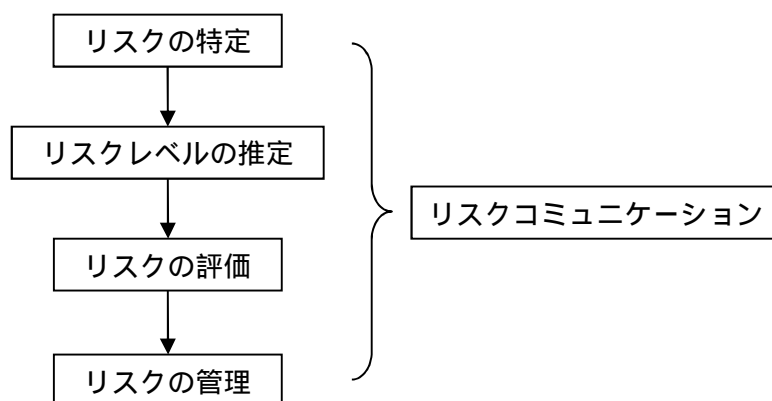 リスクの特定
リスクレベルの推定
リスクコミュニケーション
リスクの評価
リスクの管理